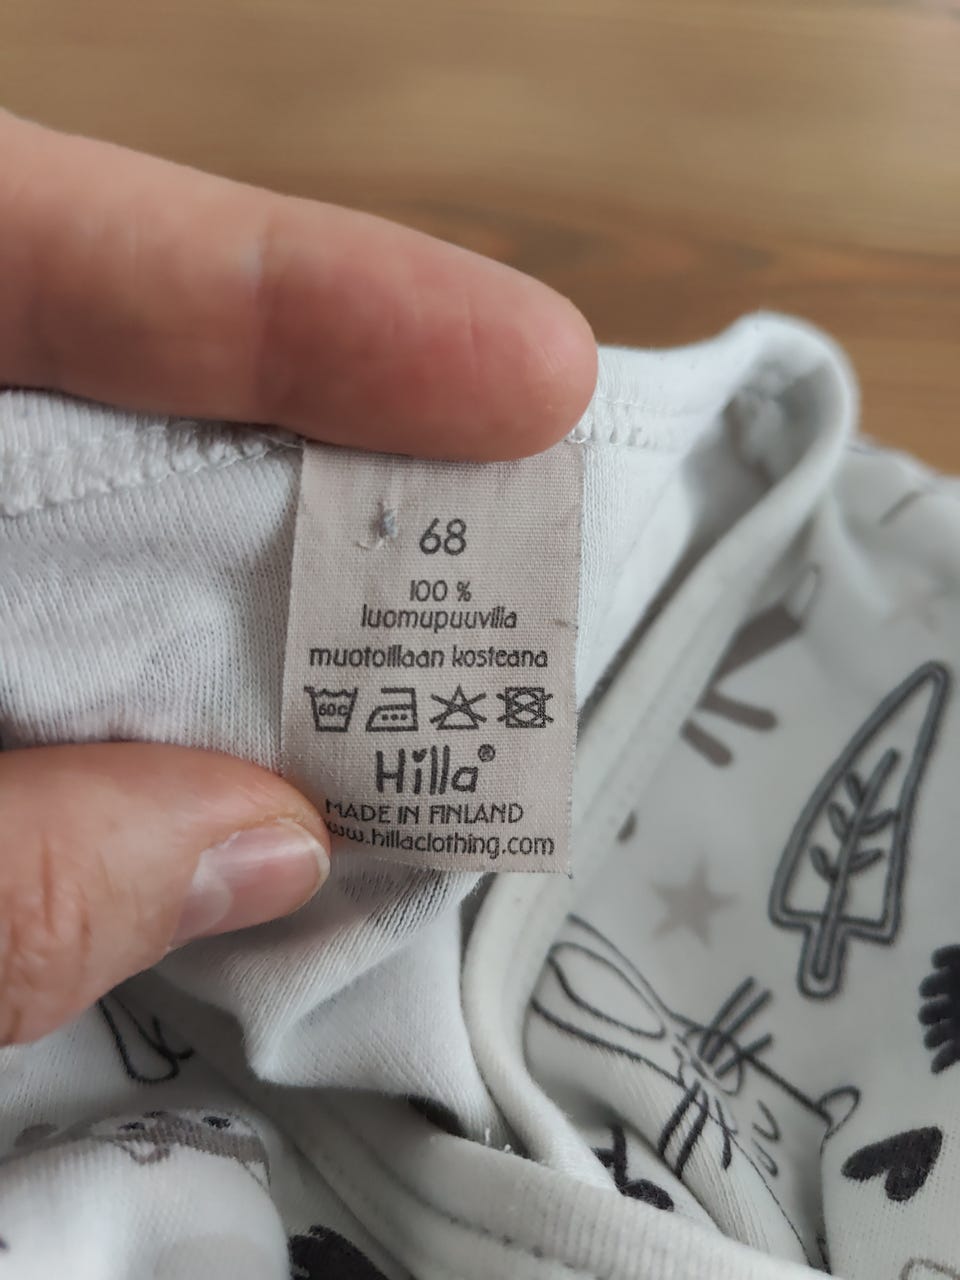 68
100 %
luomupuuvilla
muotoillaan kosteana
60c
Hilla®
MADE IN FINLAND
www.hillaclothing.com